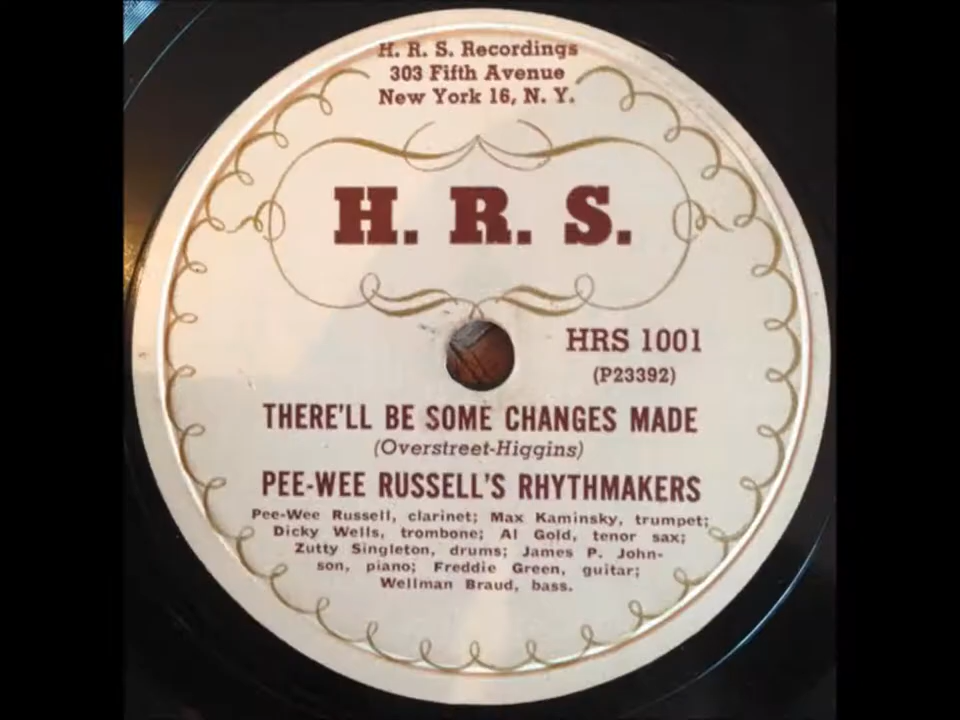 H. R. S. Recordings
303 Fifth Avenue
New York 16, N. Y.
H. R. S.
HRS 1001
(P23392)
THERE'LL BE SOME CHANGES MADE
(Overstreet-Higgins)
PEE-WEE RUSSELL'S RHYTHMAKERS
Pee-Wee Russell, clarinet; Max Kaminsky, trumpet;
Dicky Wells, trombone; Al Gold, tenor sax;
Zutty Singleton, drums; James P. John-
son, piano; Freddie Green, guitar;
Wellman Braud, bass.